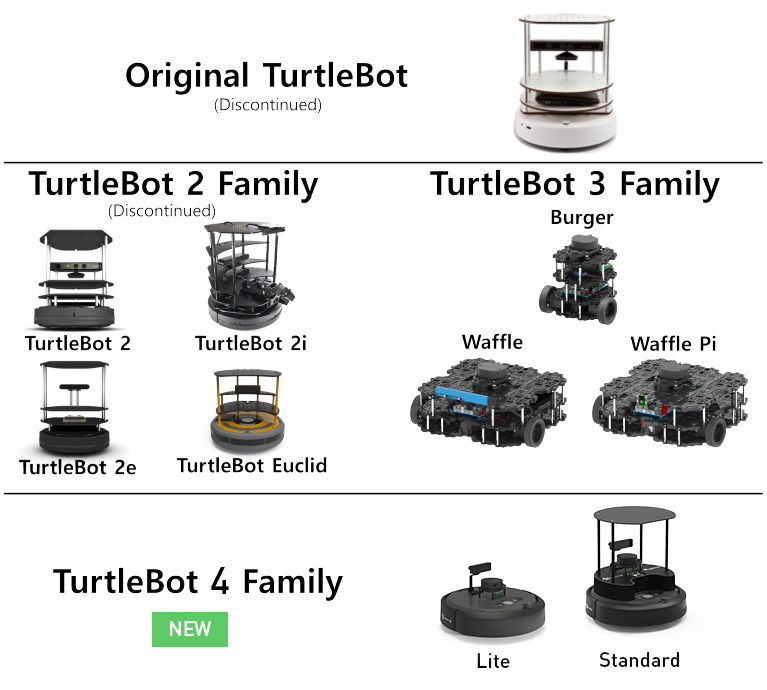 Original TurtleBot
(Discontinued)
TurtleBot 2 Family
(Discontinued)
TurtleBot 2
TurtleBot 2i
TurtleBot 2e
TurtleBot Euclid
TurtleBot 3 Family
Burger
Waffle
Waffle Pi
TurtleBot 4 Family
NEW
Lite
Standard